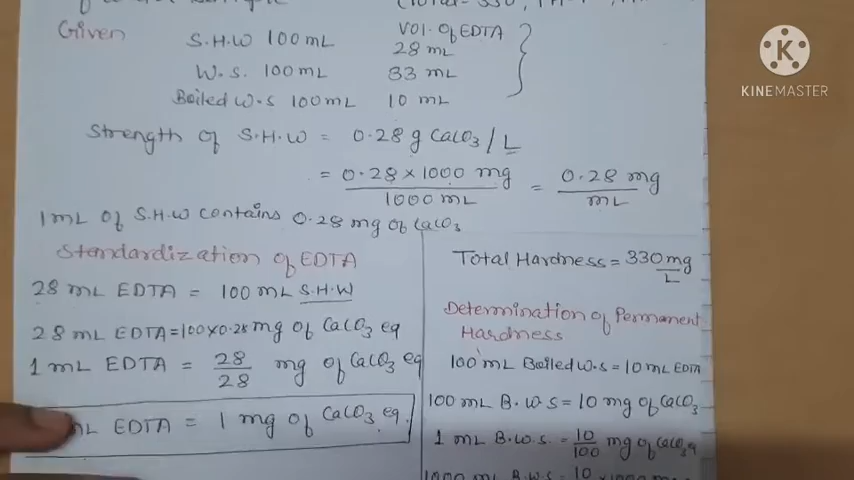 Given
S.H.W 100 mL
Vol. of EDTA
28 mL
W.S. 100 mL 33 mL
Boiled W.S 100 mL 10 mL
Strength of S.H.W = 0.28 g CaCO3/L
= 0.28 x 1000 mg / 1000 mL = 0.28 mg / mL
1 mL of S.H.W contains 0.28 mg of CaCO3
Standardization of EDTA
28 mL EDTA = 100 mL S.H.W
28 mL EDTA = 100x0.28 mg of CaCO3 eq
1 mL EDTA = 28/28 mg of CaCO3 eq
mL EDTA = 1 mg of CaCO3 eq.
Total Hardness = 330 mg/L
Determination of Permanent
Hardness
100 mL Boiled W.S = 10 mL EDTA
100 mL B.W.S = 10 mg of CaCO3
1 mL B.W.S. = 10/100 mg of CaCO3 eq
1000 mL B.W.S = 10
KINEMASTER